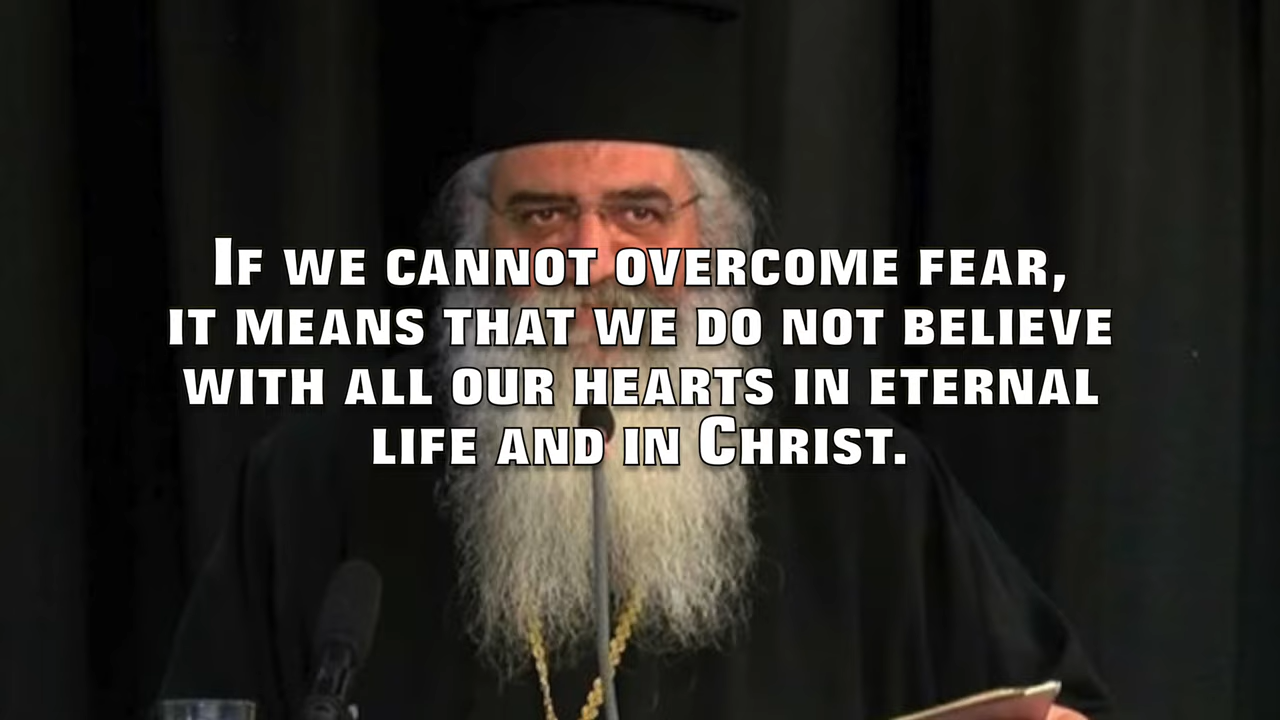 If we cannot overcome fear,
it means that we do not believe
with all our hearts in eternal
life and in Christ.